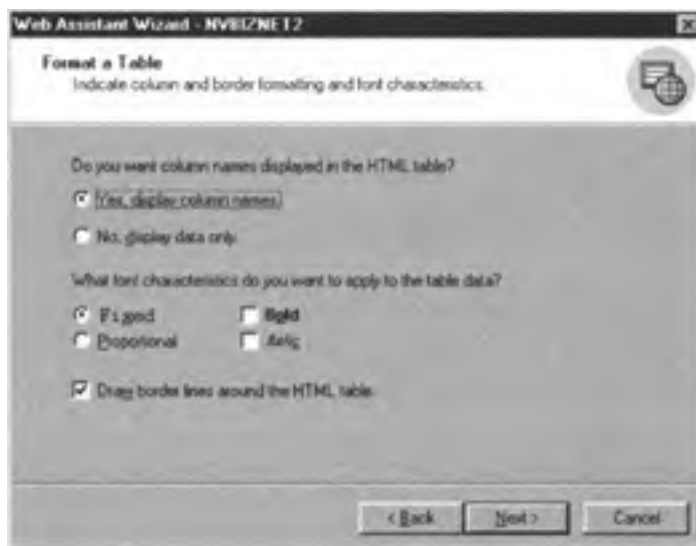 Web Assistant Wizard - NVBIZNET2
Format a Table
Indicate column and border formatting and font characteristics.
Do you want column names displayed in the HTML table?
Yes, display column names.
No, display data only.
What font characteristics do you want to apply to the table data?
Fixed Bold
Proportional Italic
Draw border lines around the HTML table.
< Back Next > Cancel